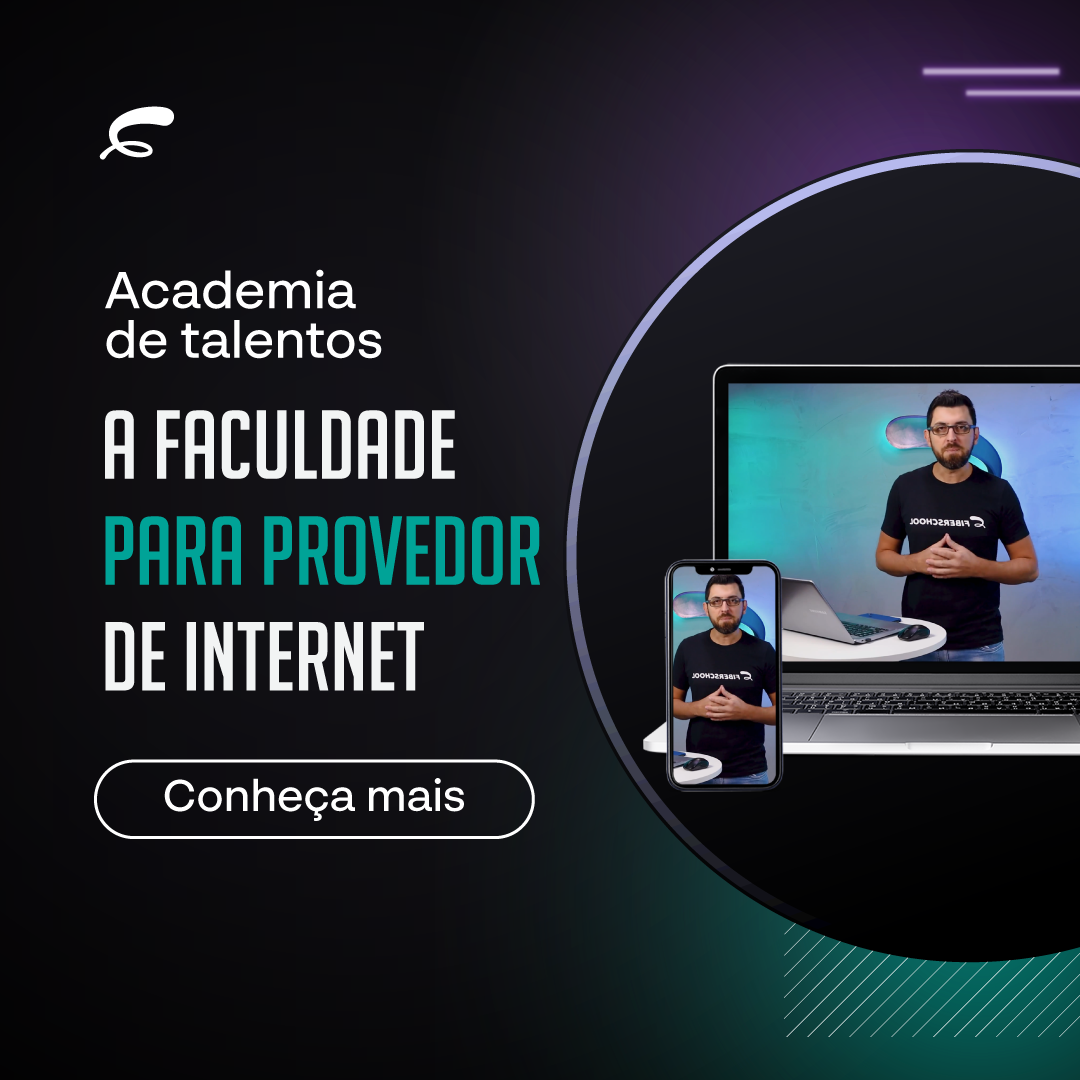 Academia
de talentos
A FACULDADE
PARA PROVEDOR
DE INTERNET
Conheça mais
FIBERSCHOOL
FIBERSCHOOL